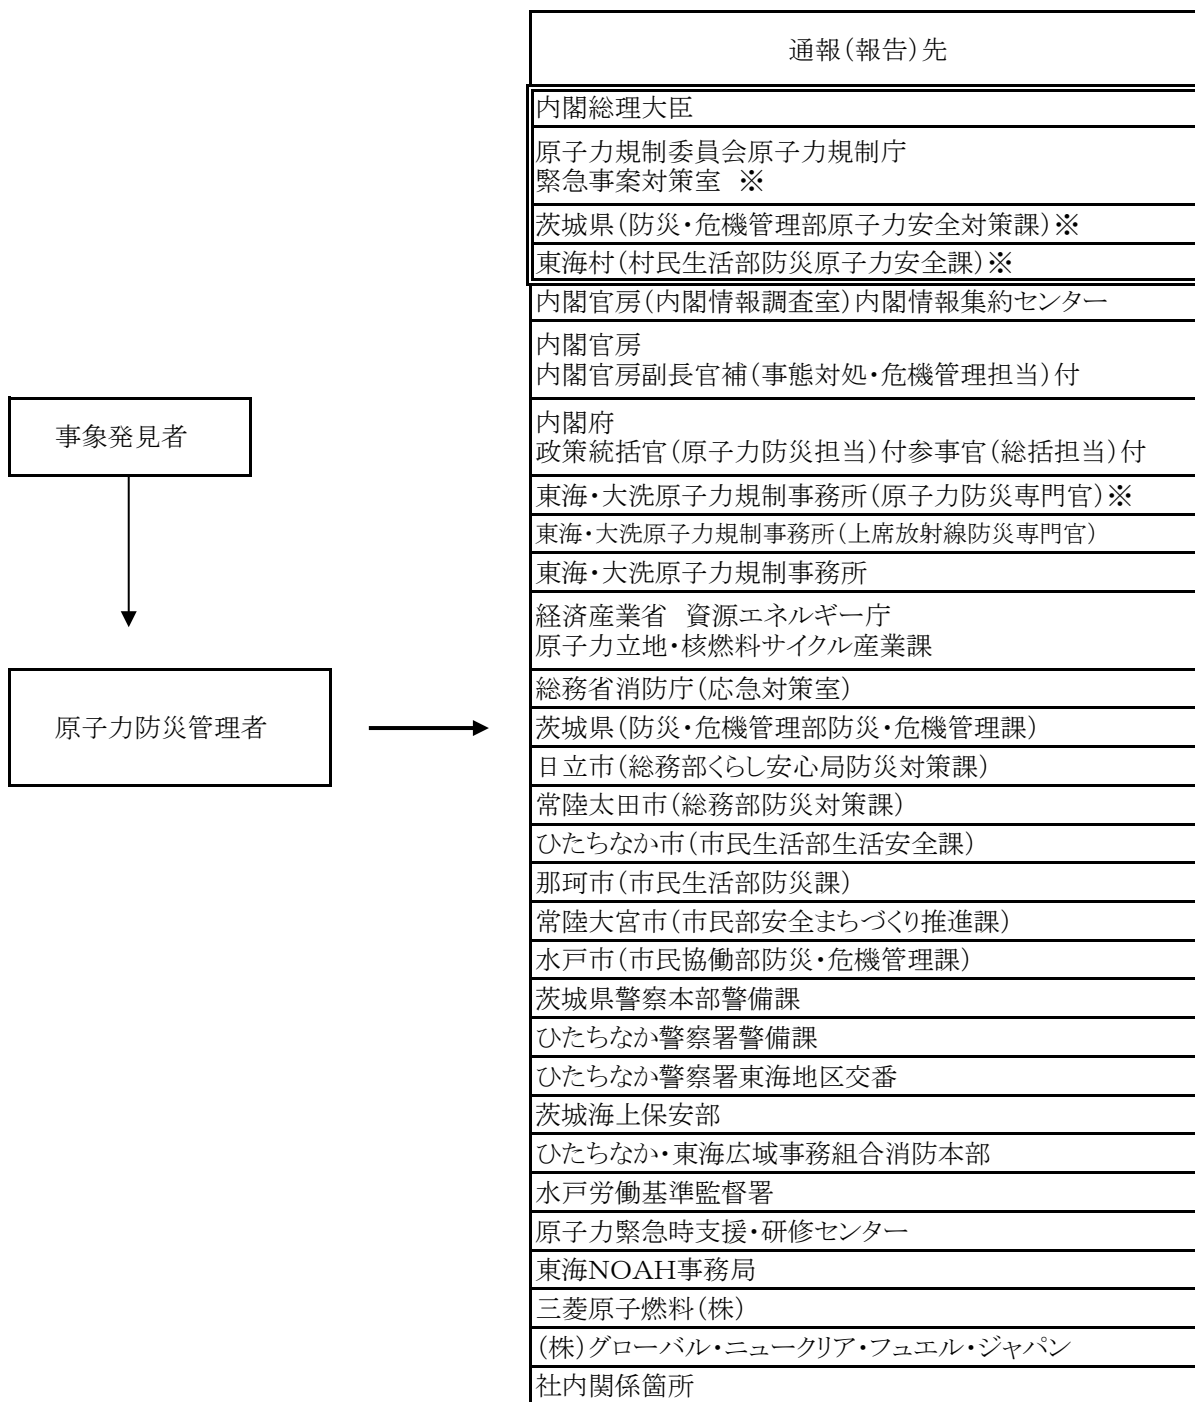 通報(報告)先
内閣総理大臣
原子力規制委員会原子力規制庁
緊急事案対策室 ※
茨城県(防災・危機管理部原子力安全対策課)※
東海村(村民生活部防災原子力安全課)※
内閣官房(内閣情報調査室)内閣情報集約センター
内閣官房
内閣官房副長官補(事態対処・危機管理担当)付
内閣府
政策統括官(原子力防災担当)付参事官(総括担当)付
東海・大洗原子力規制事務所(原子力防災専門官)※
東海・大洗原子力規制事務所(上席放射線防災専門官)
東海・大洗原子力規制事務所
経済産業省 資源エネルギー庁
原子力立地・核燃料サイクル産業課
総務省消防庁(応急対策室)
茨城県(防災・危機管理部防災・危機管理課)
日立市(総務部くらし安心局防災対策課)
常陸太田市(総務部防災対策課)
ひたちなか市(市民生活部生活安全課)
那珂市(市民生活部防災課)
常陸大宮市(市民部安全まちづくり推進課)
水戸市(市民協働部防災・危機管理課)
茨城県警察本部警備課
ひたちなか警察署警備課
ひたちなか警察署東海地区交番
茨城海上保安部
ひたちなか・東海広域事務組合消防本部
水戸労働基準監督署
原子力緊急時支援・研修センター
東海NOAH事務局
三菱原子燃料(株)
(株)グローバル・ニュークリア・フュエル・ジャパン
社内関係箇所
事象発見者
原子力防災管理者